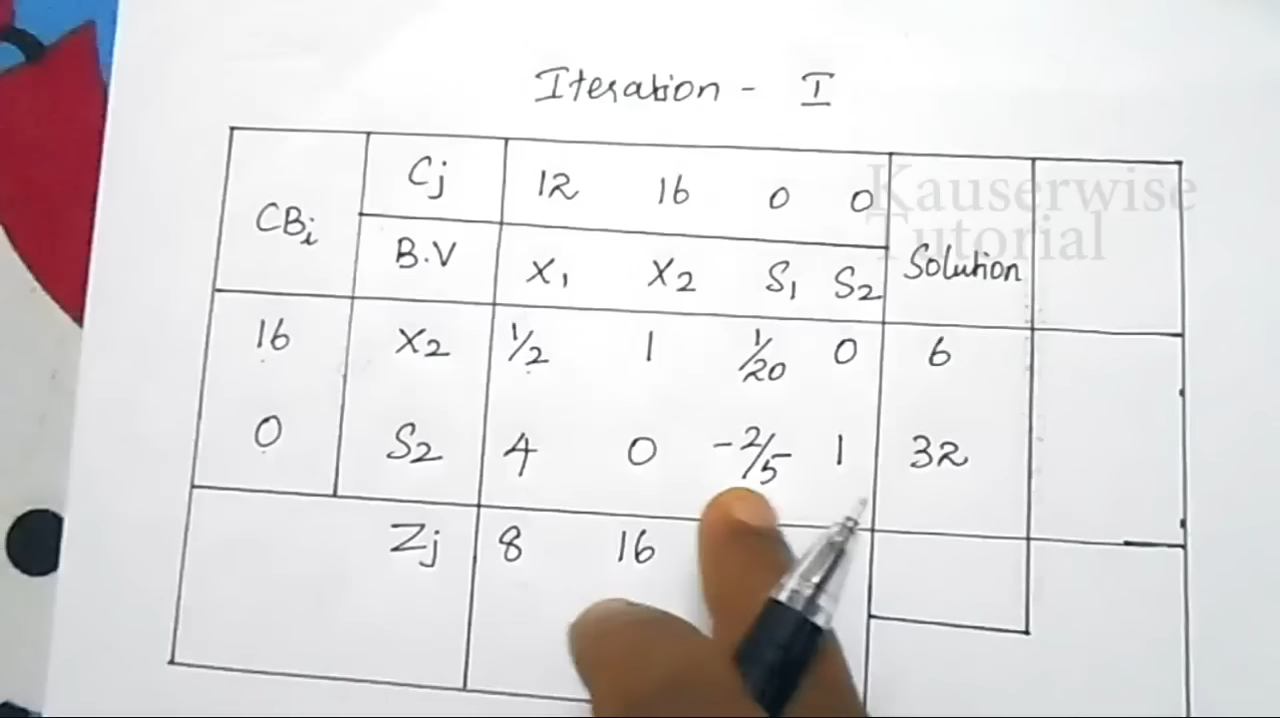 Iteration - I
Cj 12 16 0 0
CBi B.V X1 X2 S1 S2 Solution
16 X2 1/2 1 1/20 0 6
0 S2 4 0 -2/5 1 32
Zj 8 16
Kauserwise
Tutorial